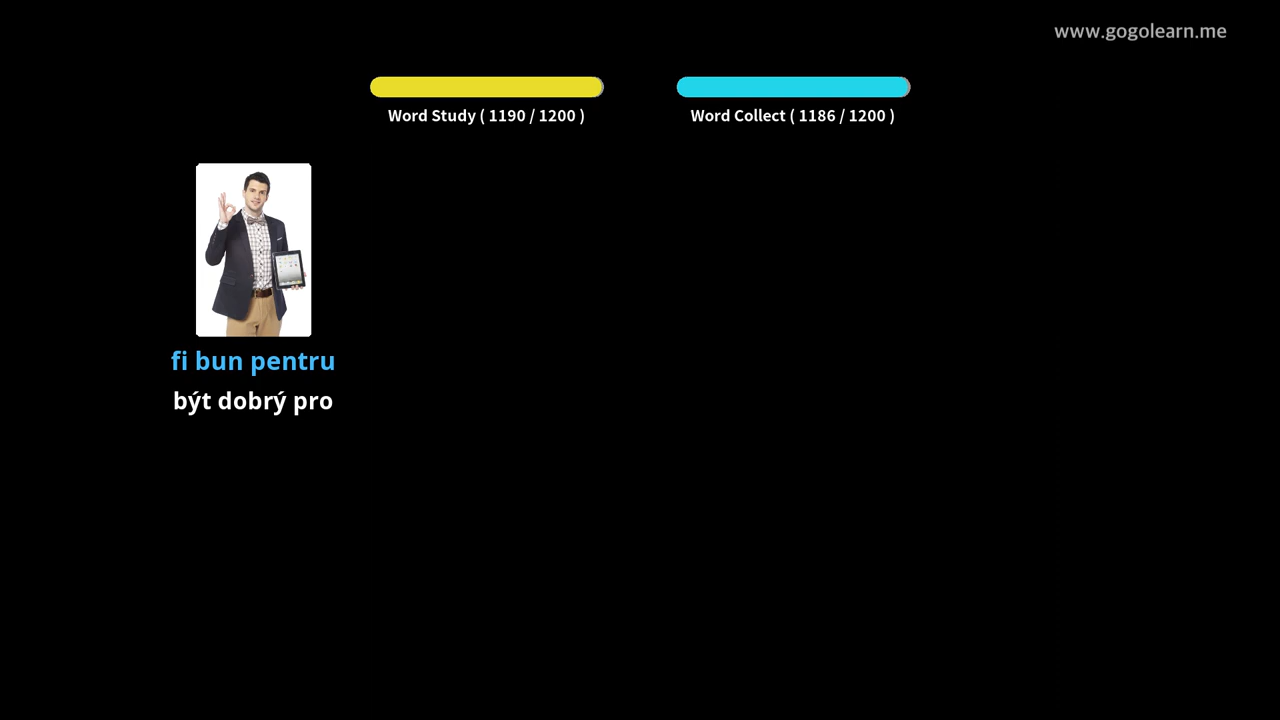 www.gogolearn.me
Word Study ( 1190 / 1200 )
Word Collect ( 1186 / 1200 )
fi bun pentru
být dobrý pro